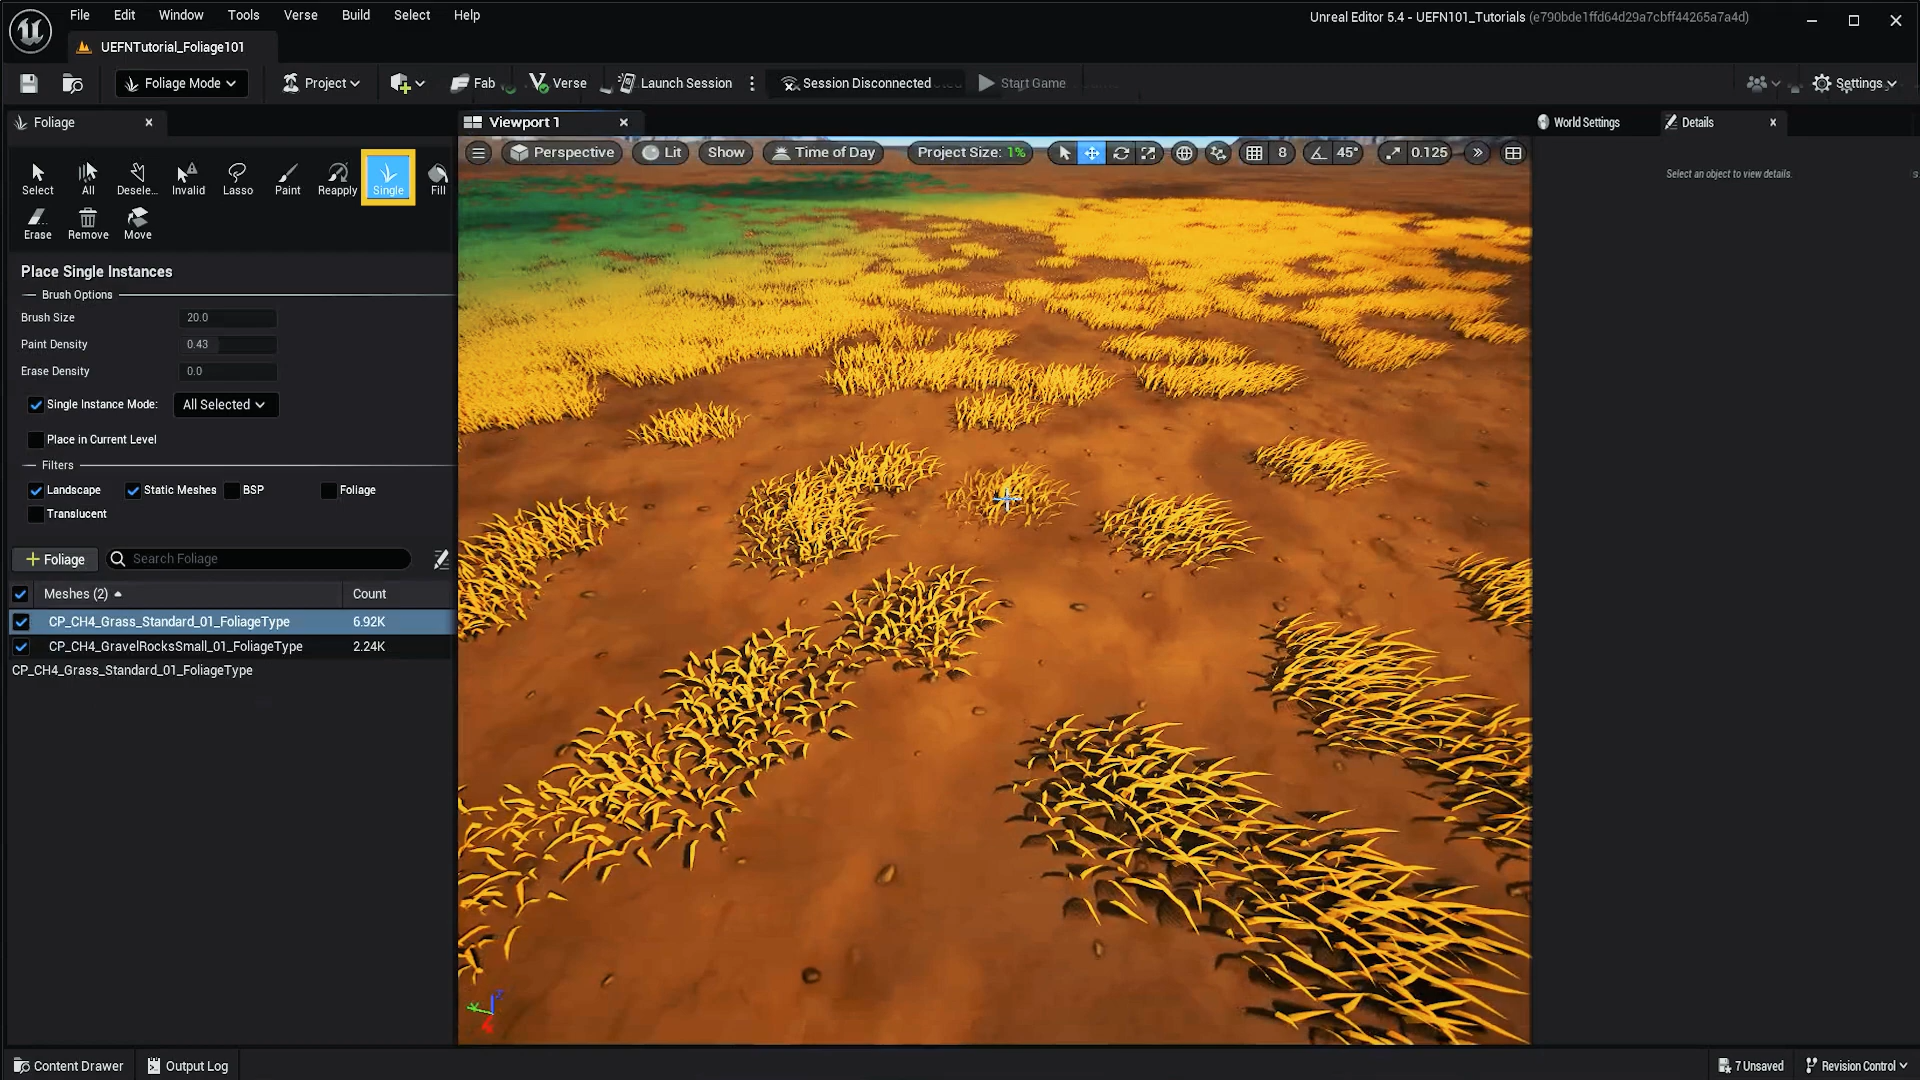 File Edit Window Tools Verse Build Select Help
Unreal Editor 5.4 - UEFN101_Tutorials (e790bde1ffd64d29a7cbff44265a7a4d)
UEFNTutorial_Foliage101
Foliage Mode Project Fab Verse Launch Session Session Disconnected Start Game Settings
Foliage Viewport 1 World Settings Details
Perspective Lit Show Time of Day Project Size: 1% 8 45° 0.125
Select an object to view details.
Select All Desele... Invalid Lasso Paint Reapply Single Fill
Erase Remove Move
Place Single Instances
Brush Options
Brush Size 20.0
Paint Density 0.43
Erase Density 0.0
Single Instance Mode: All Selected
Place in Current Level
Filters
Landscape Static Meshes BSP Foliage
Translucent
+ Foliage Search Foliage
Meshes (2) Count
CP_CH4_Grass_Standard_01_FoliageType 6.92K
CP_CH4_GravelRocksSmall_01_FoliageType 2.24K
CP_CH4_Grass_Standard_01_FoliageType
Content Drawer Output Log 7 Unsaved Revision Control